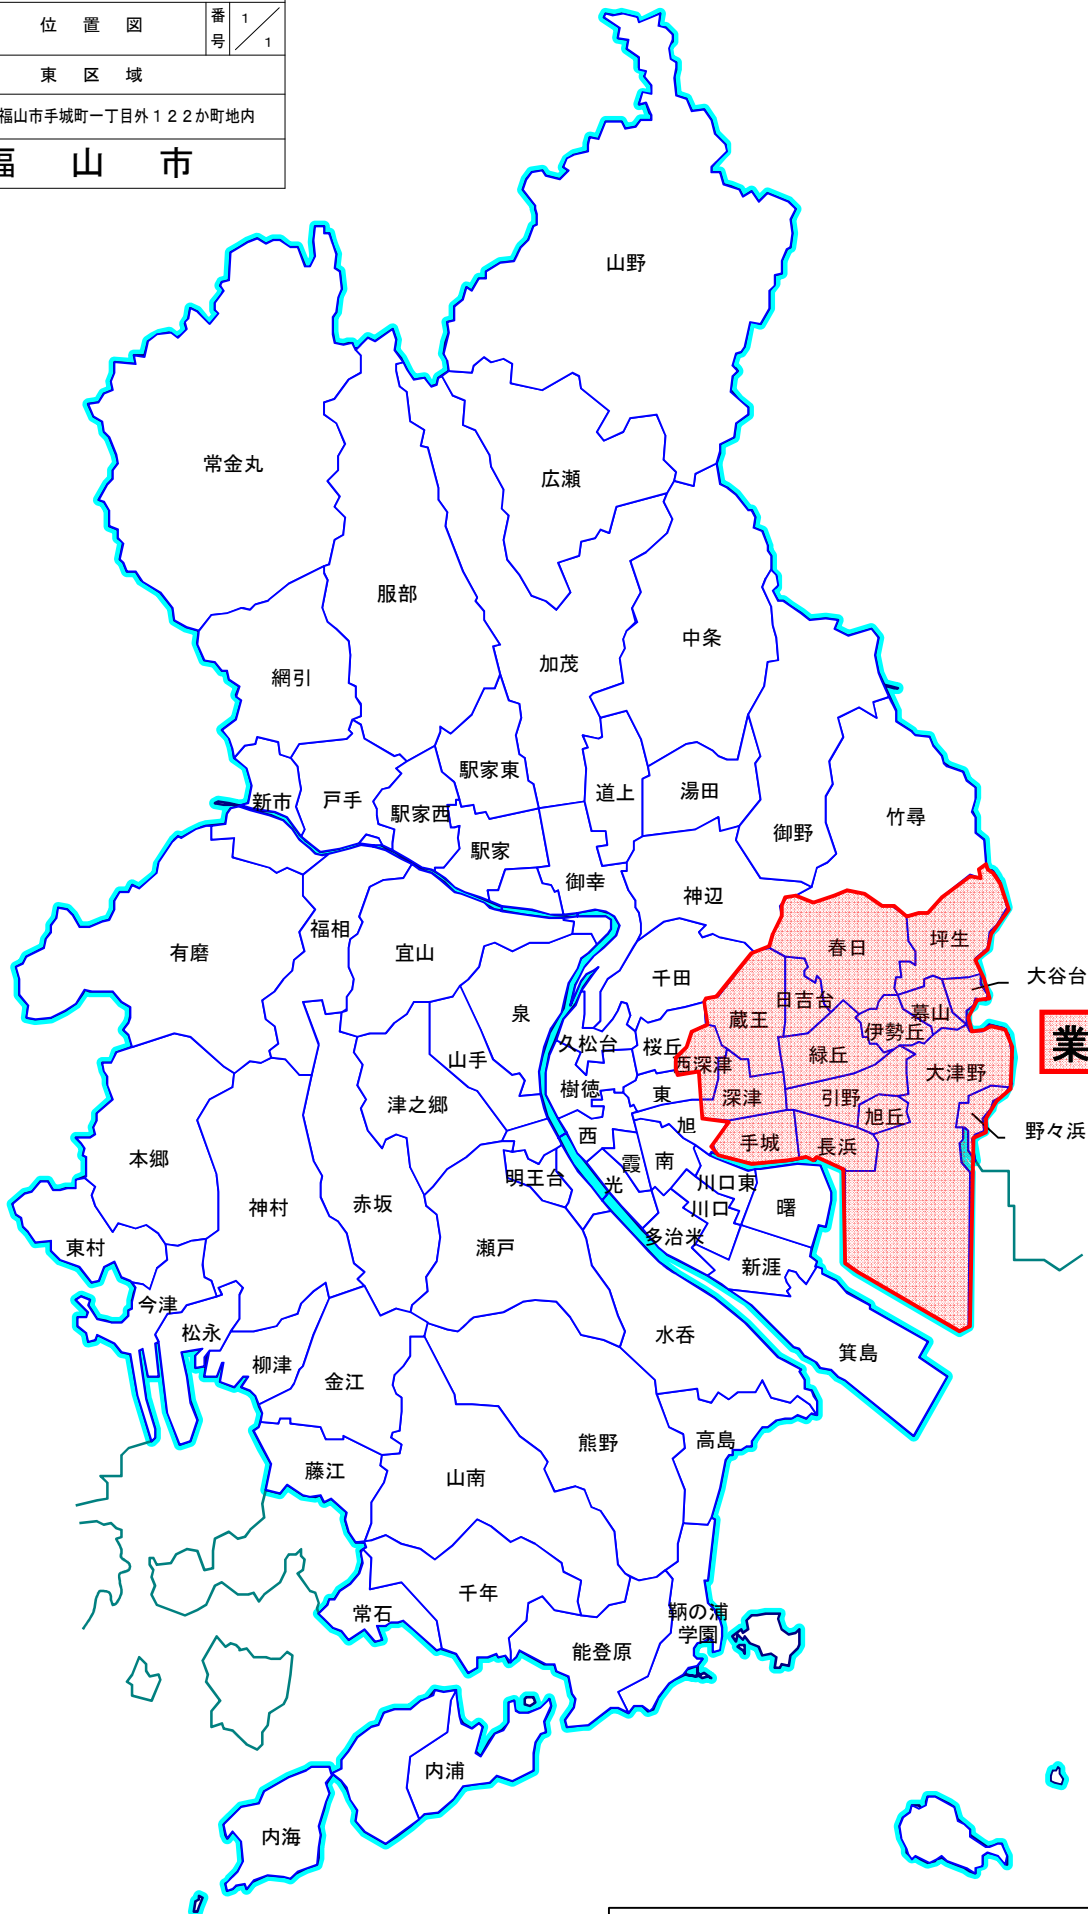 位置図
番号
1/1
東区域
福山市手城町一丁目外１２２か町地内
福山市
山野
常金丸
広瀬
服部
中条
加茂
網引
駅家東
道上
湯田
新市
戸手
駅家西
竹尋
御野
駅家
御幸
神辺
福相
宜山
有磨
春日
坪生
千田
大谷台
日吉台
泉
蔵王
幕山
伊勢丘
久松台
桜丘
業
山手
西深津
緑丘
大津野
樹徳
東
津之郷
深津
引野
旭丘
旭
野々浜
西
手城
長浜
本郷
霞
南
明王台
光
川口東
神村
赤坂
川口
曙
東村
瀬戸
多治米
新涯
今津
松永
水呑
箕島
柳津
金江
高島
熊野
藤江
山南
千年
常石
鞆の浦
学園
能登原
内浦
内海